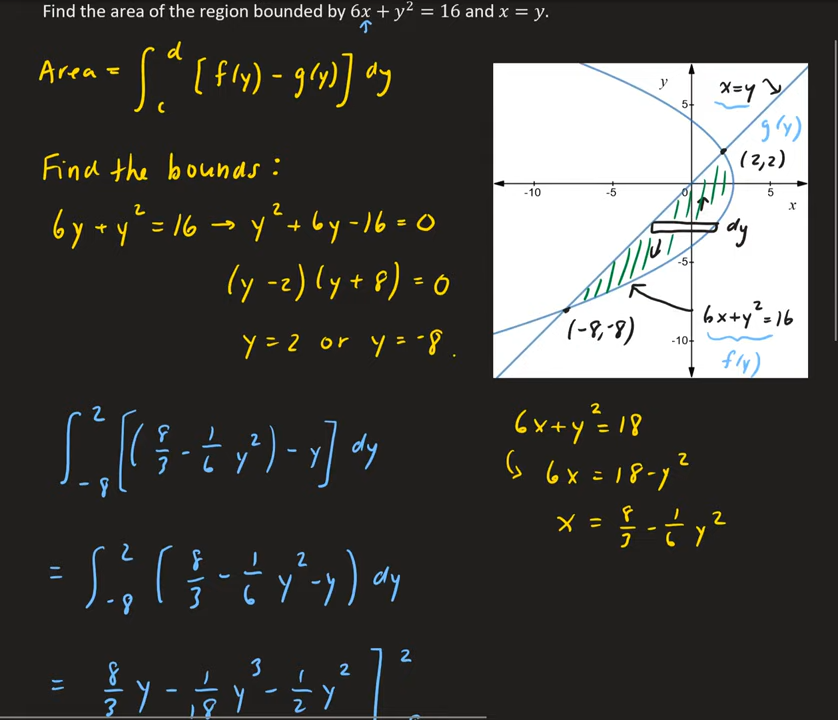 Find the area of the region bounded by 6x + y² = 16 and x = y.
Area = ∫_c^d [f(y) - g(y)] dy
Find the bounds:
6y + y² = 16 → y² + 6y - 16 = 0
(y - 2)(y + 8) = 0
y = 2 or y = -8.
y
x = y
5
g(y)
(2,2)
-10
-5
0
5
x
dy
-5
6x + y² = 16
(-8,-8)
-10
f(y)
∫_{-8}^{2} [(8/3 - 1/6 y²) - y] dy
= ∫_{-8}^{2} (8/3 - 1/6 y² - y) dy
= 8/3 y - 1/18 y³ - 1/2 y² ]^2
6x + y² = 18
↳ 6x = 18 - y²
x = 8/3 - 1/6 y²